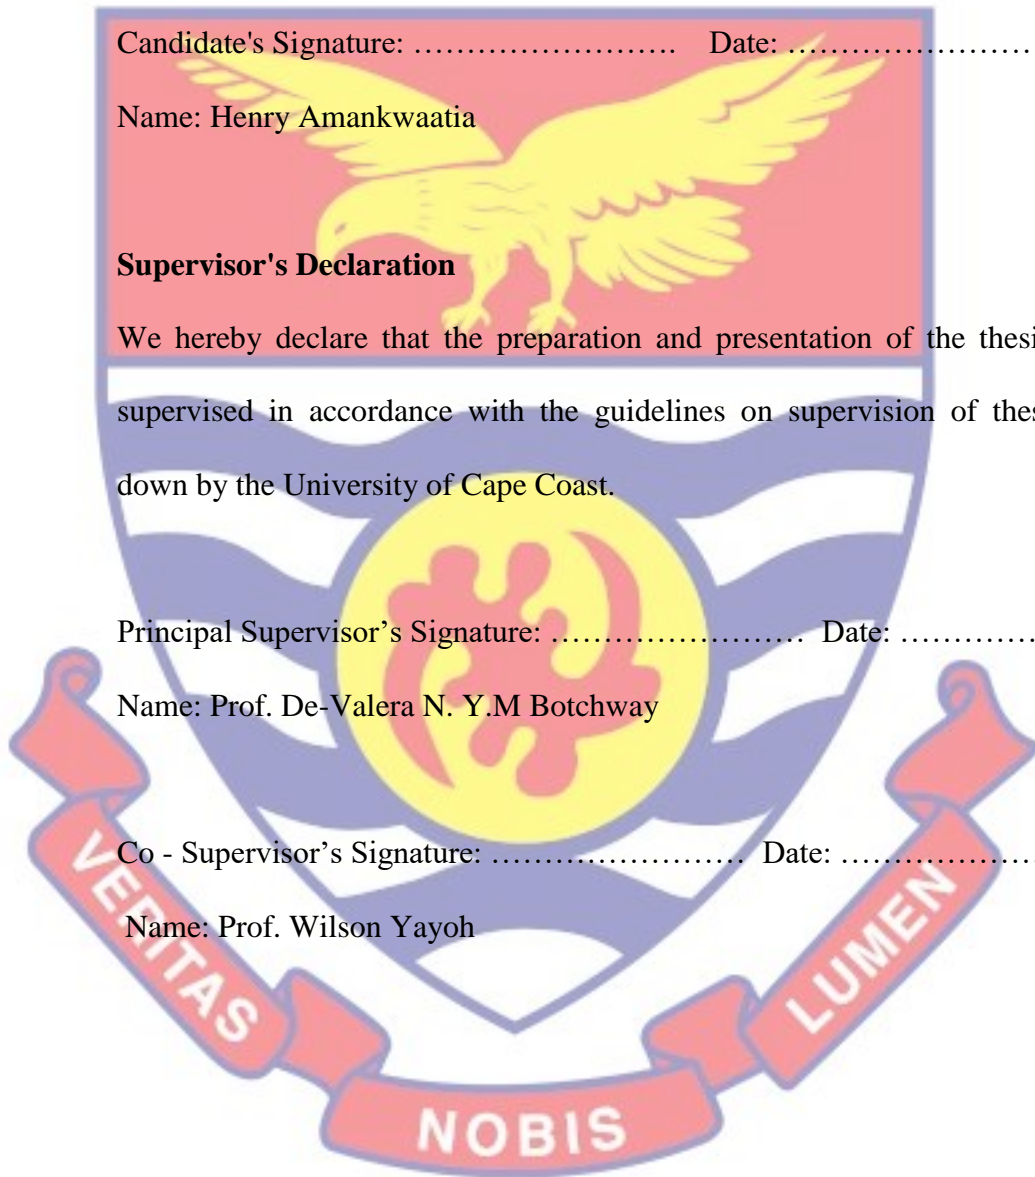 Candidate's Signature: ……………………. Date: ……………………
Name: Henry Amankwaatia
Supervisor's Declaration
We hereby declare that the preparation and presentation of the thesi
supervised in accordance with the guidelines on supervision of thes
down by the University of Cape Coast.
Principal Supervisor’s Signature: …………………… Date: …………..
Name: Prof. De-Valera N. Y.M Botchway
Co - Supervisor’s Signature: …………………… Date: ………………..
Name: Prof. Wilson Yayoh
VERITAS
NOBIS
LUMEN